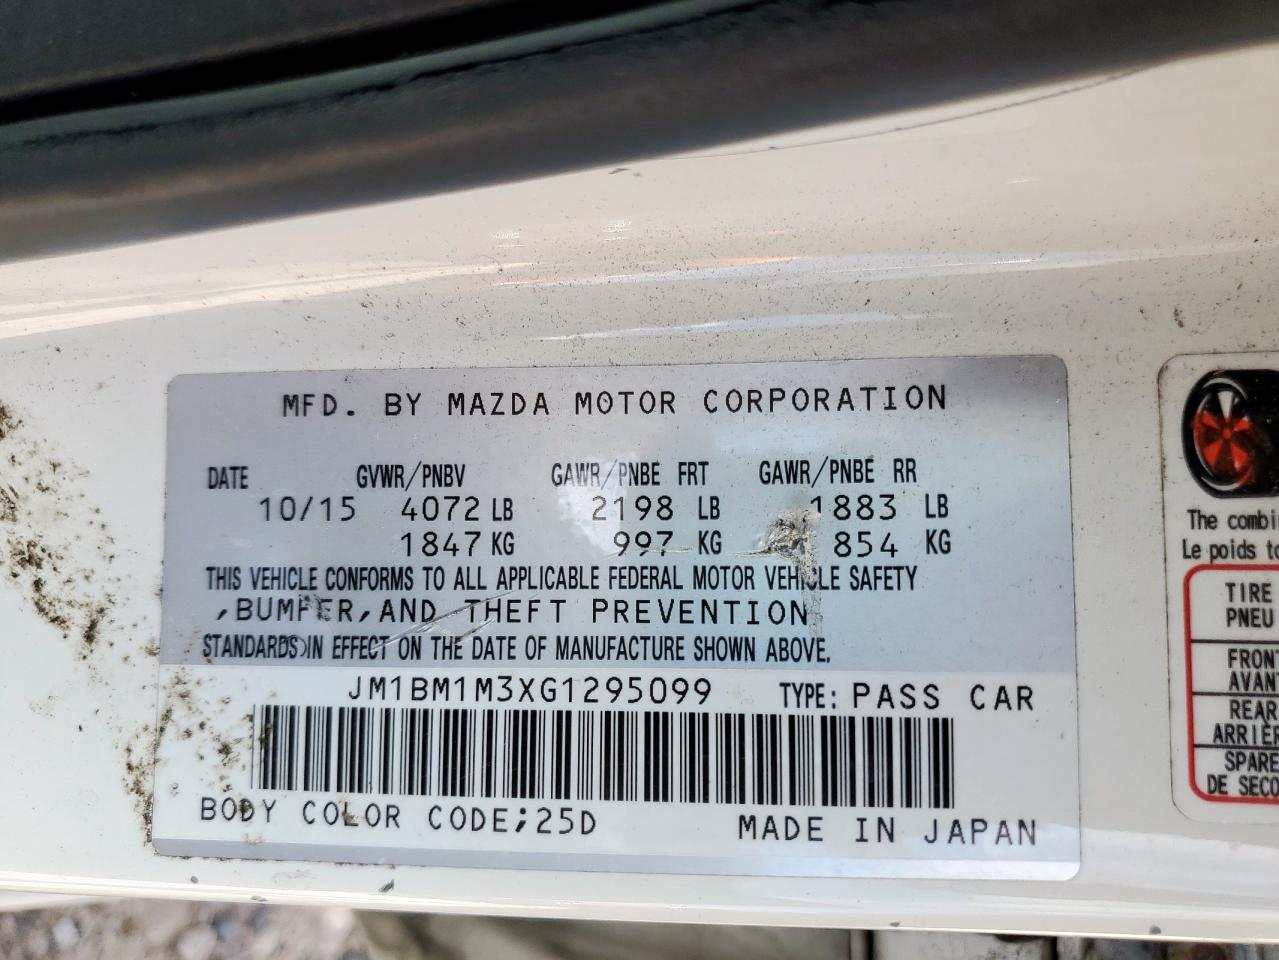 MFD. BY MAZDA MOTOR CORPORATION
DATE GVWR/PNBV GAWR/PNBE FRT GAWR/PNBE RR
10/15 4072 LB 2198 LB 1883 LB
1847 KG 997 KG 854 KG
THIS VEHICLE CONFORMS TO ALL APPLICABLE FEDERAL MOTOR VEHICLE SAFETY
,BUMPER,AND THEFT PREVENTION
STANDARD(S) IN EFFECT ON THE DATE OF MANUFACTURE SHOWN ABOVE.
JM1BM1M3XG1295099 TYPE: PASS CAR
BODY COLOR CODE;25D MADE IN JAPAN
The combi
Le poids to
TIRE
PNEU
FRONT
AVANT
REAR
ARRIÈR
SPARE
DE SECO